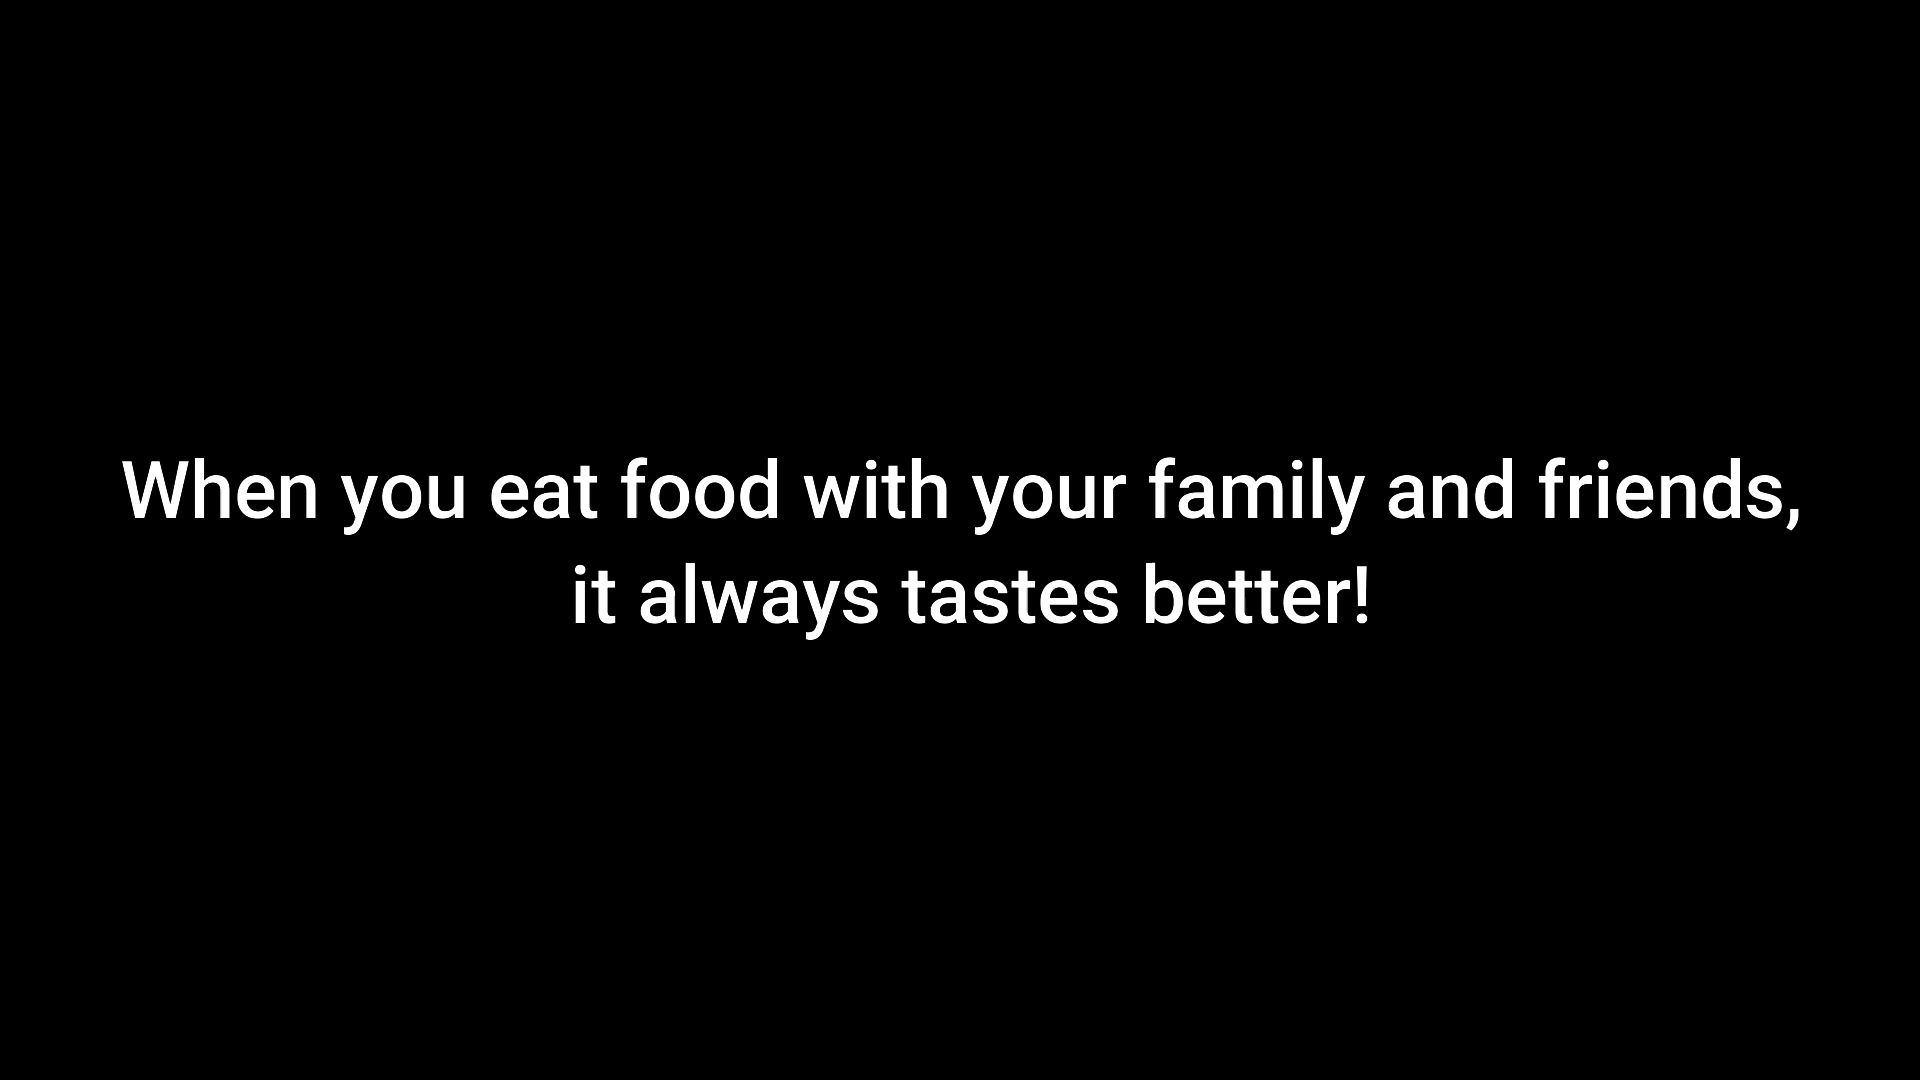 When you eat food with your family and friends,
it always tastes better!